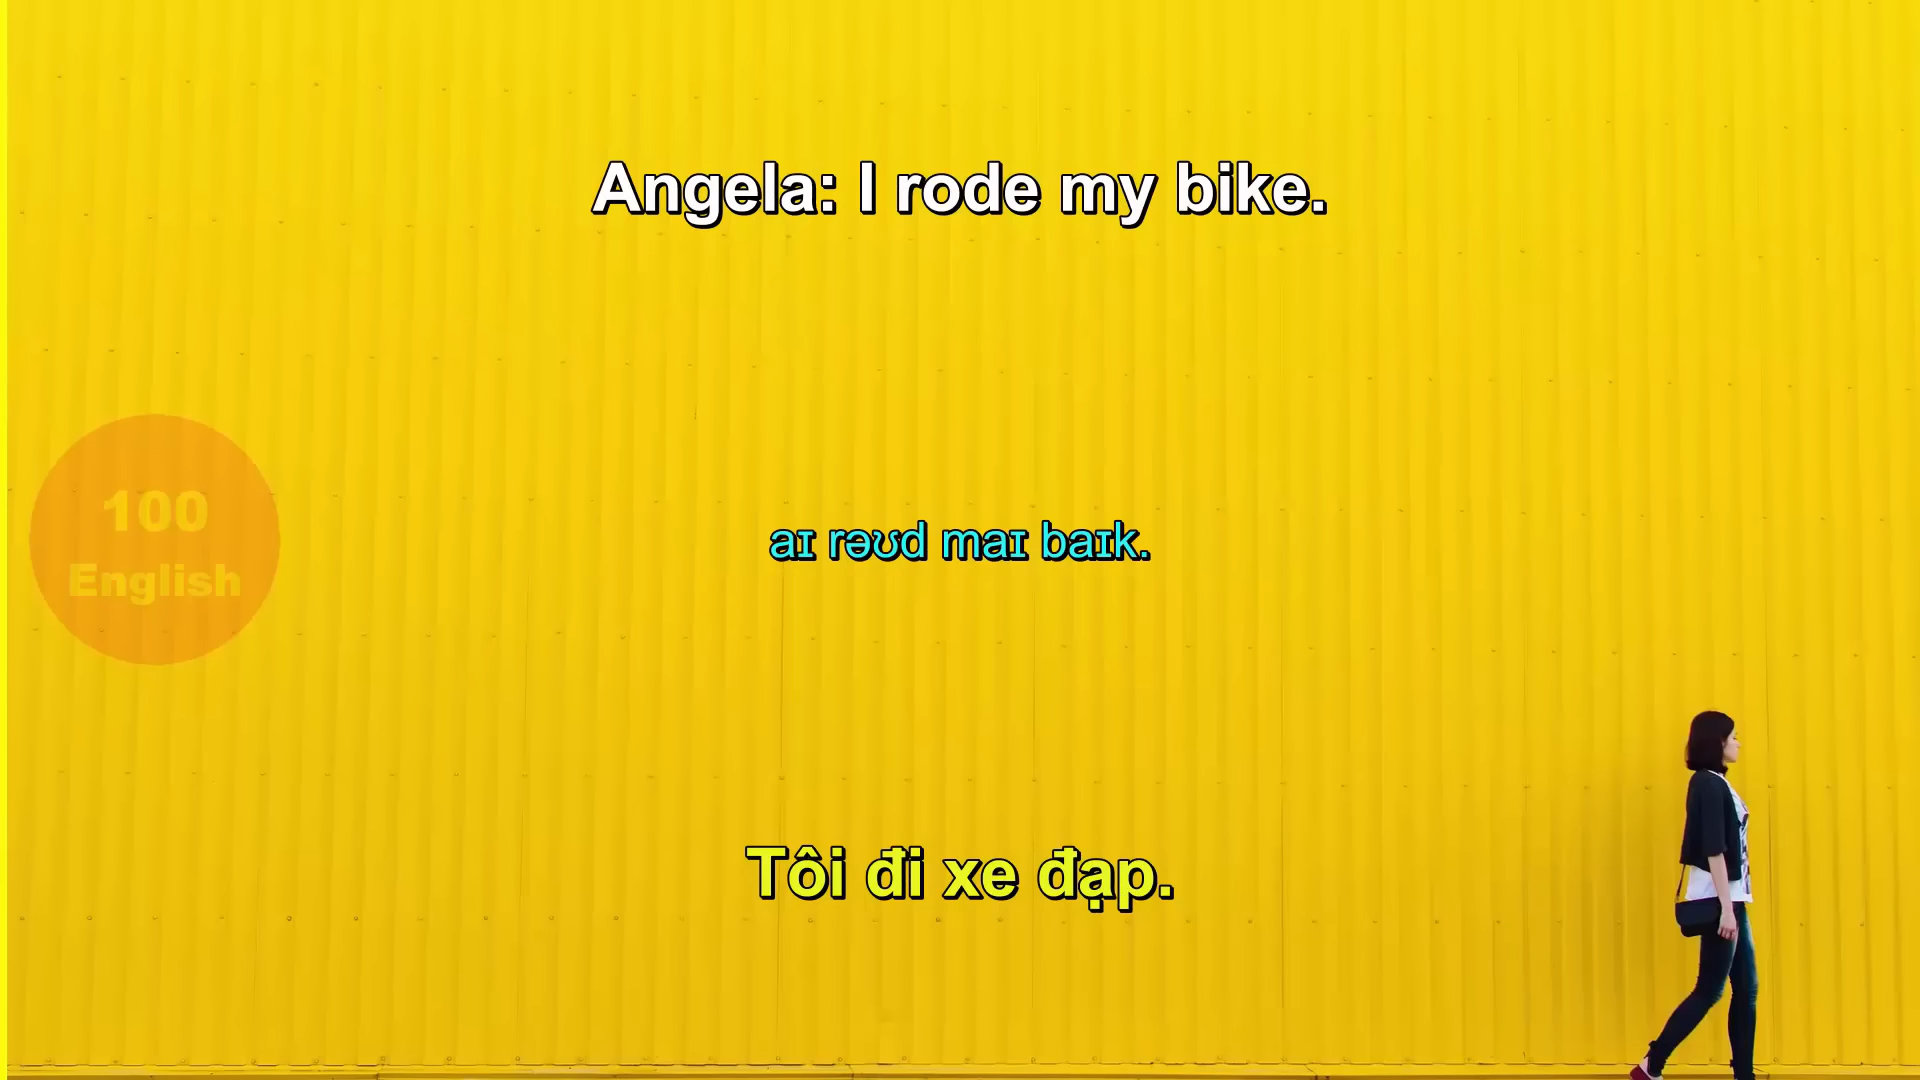 Angela: I rode my bike.
100
English
aɪ rəʊd maɪ baɪk.
Tôi đi xe đạp.